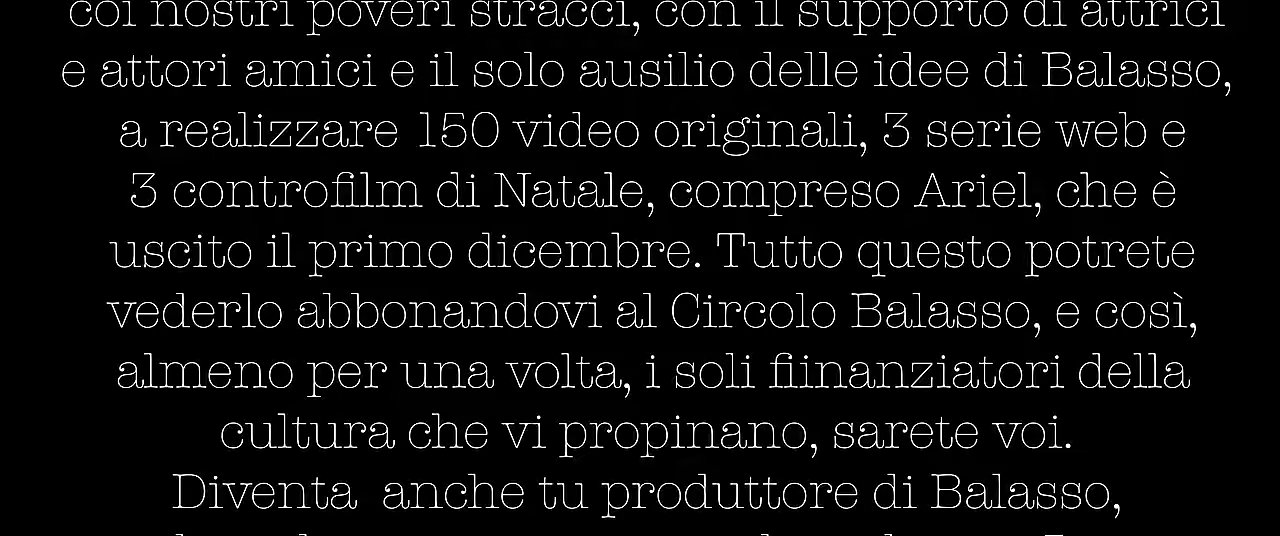 coi nostri poveri stracci, con il supporto di attrici
e attori amici e il solo ausilio delle idee di Balasso,
a realizzare 150 video originali, 3 serie web e
3 controfilm di Natale, compreso Ariel, che è
uscito il primo dicembre. Tutto questo potrete
vederlo abbonandovi al Circolo Balasso, e così,
almeno per una volta, i soli fiinanziatori della
cultura che vi propinano, sarete voi.
Diventa  anche tu produttore di Balasso,